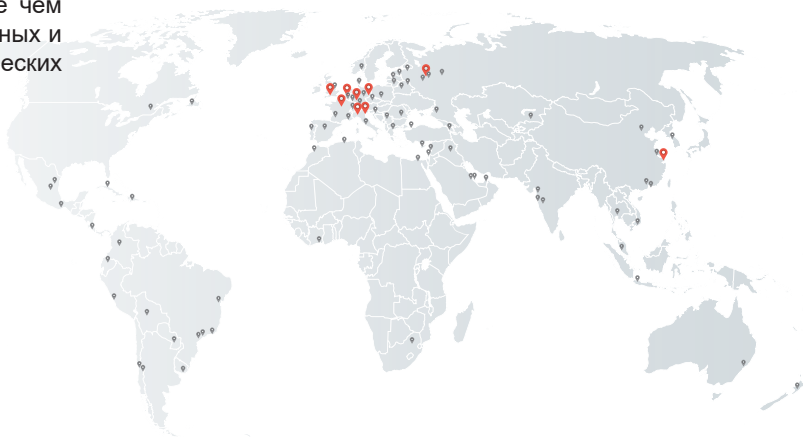 е чем
ных и
еских